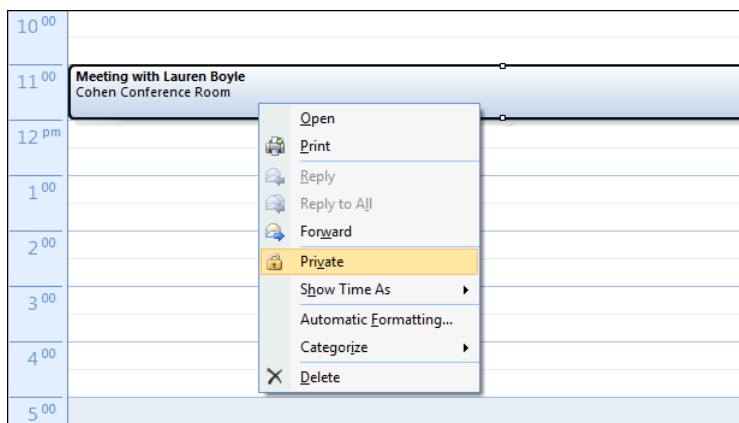 10 00
11 00
Meeting with Lauren Boyle
Cohen Conference Room
Open
12 pm
Print
Reply
1 00
Reply to All
Forward
2 00
Private
Show Time As
3 00
Automatic Formatting...
Categorize
4 00
Delete
5 00